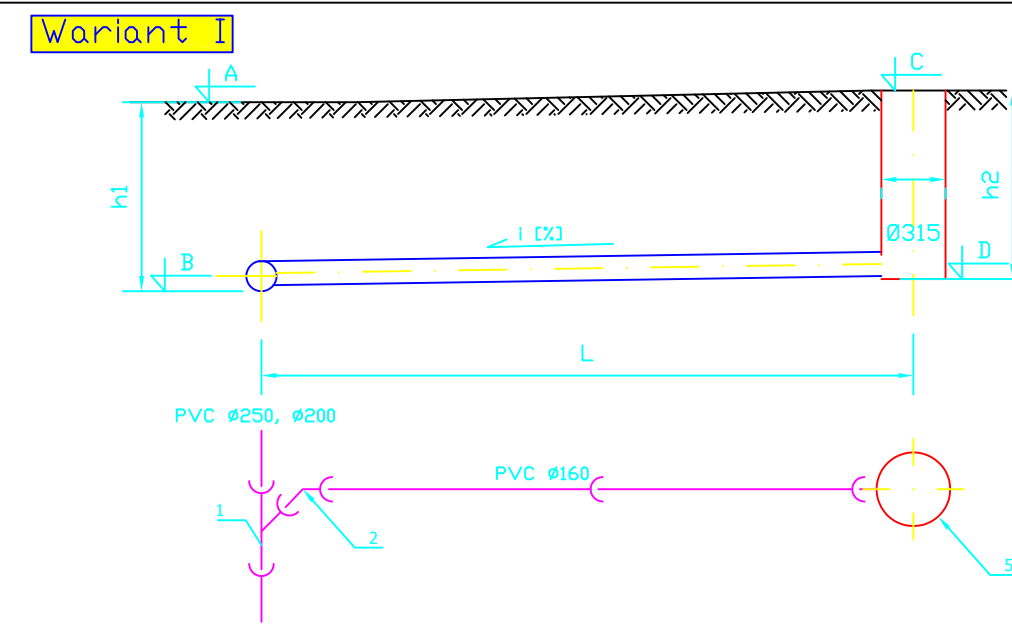 Wariant I
A
C
h1
h2
i [%]
Ø315
B
D
L
PVC Ø250, Ø200
PVC Ø160
1
2
5